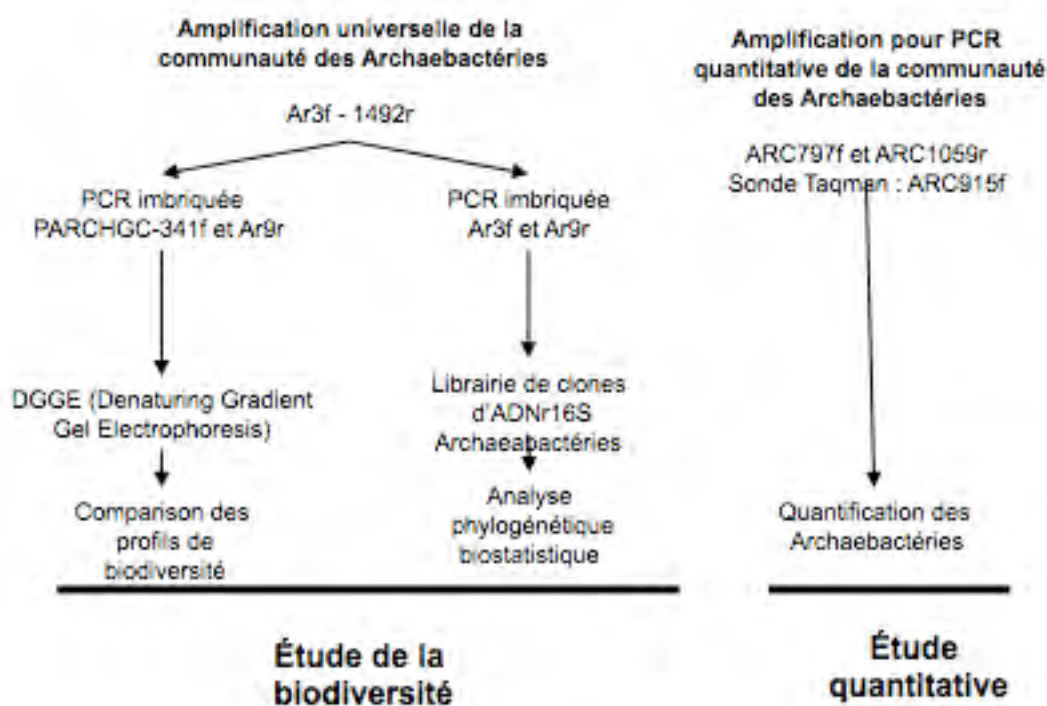 Amplification universelle de la
communauté des Archaebactéries
Ar3f - 1492r
PCR imbriquée
PARCHGC-341f et Ar9r
PCR imbriquée
Ar3f et Ar9r
DGGE (Denaturing Gradient
Gel Electrophoresis)
Librairie de clones
d'ADNr16S
Archaeabactéries
Comparison des
profils de
biodiversité
Analyse
phylogénétique
biostatistique
Étude de la
biodiversité
Amplification pour PCR
quantitative de la communauté
des Archaebactéries
ARC797f et ARC1059r
Sonde Taqman : ARC915f
Quantification des
Archaebactéries
Étude
quantitative